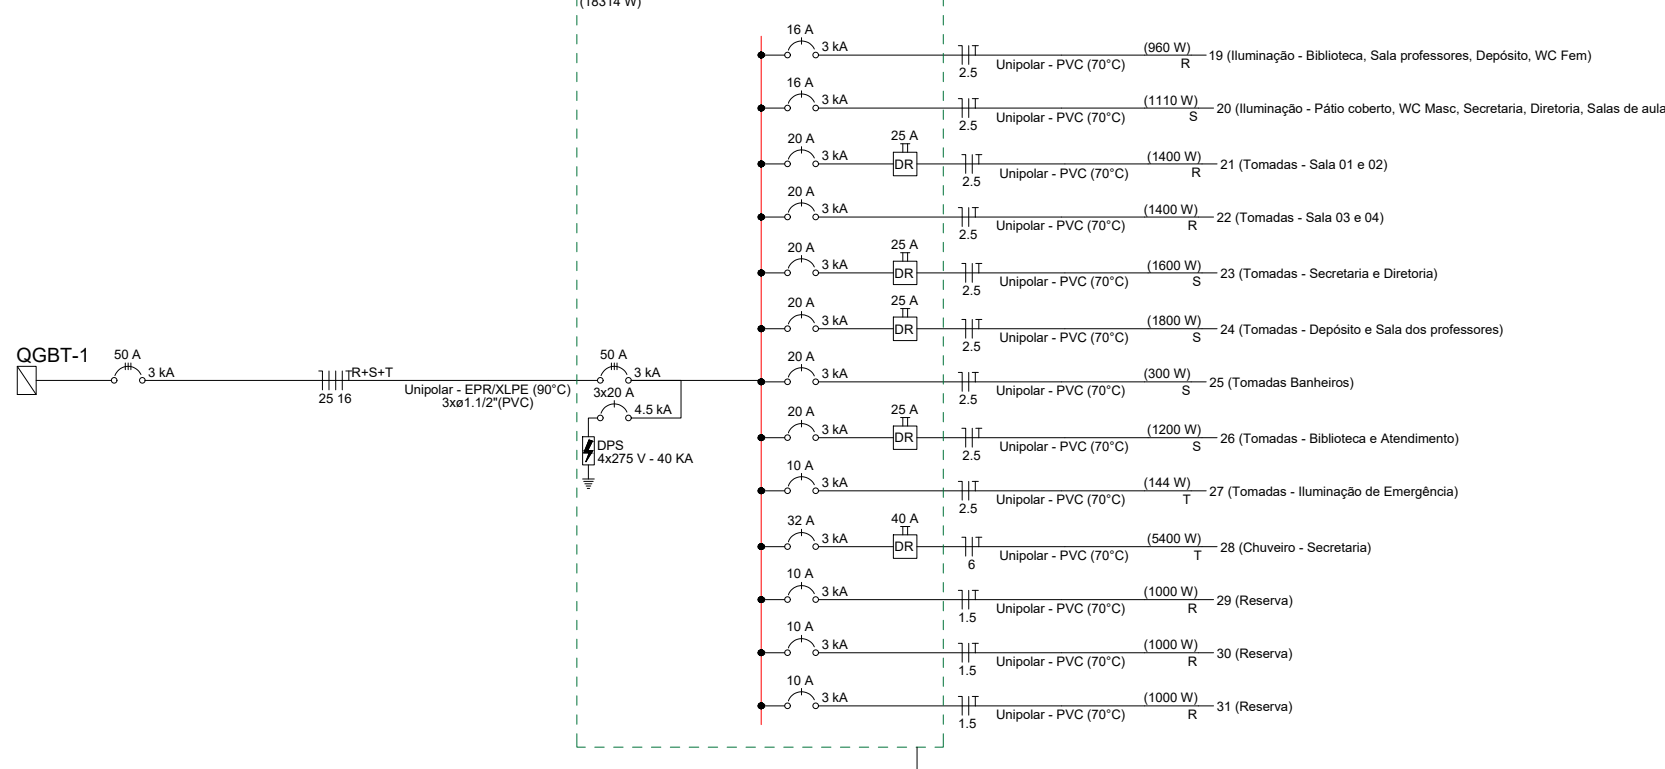 (18314 W)
16 A
3 kA
2.5
Unipolar - PVC (70°C)
(960 W)
R
19 (Iluminação - Biblioteca, Sala professores, Depósito, WC Fem)
16 A
3 kA
2.5
Unipolar - PVC (70°C)
(1110 W)
S
20 (Iluminação - Pátio coberto, WC Masc, Secretaria, Diretoria, Salas de aula
20 A
3 kA
25 A
DR
2.5
Unipolar - PVC (70°C)
(1400 W)
R
21 (Tomadas - Sala 01 e 02)
20 A
3 kA
2.5
Unipolar - PVC (70°C)
(1400 W)
R
22 (Tomadas - Sala 03 e 04)
20 A
3 kA
25 A
DR
2.5
Unipolar - PVC (70°C)
(1600 W)
S
23 (Tomadas - Secretaria e Diretoria)
20 A
3 kA
25 A
DR
2.5
Unipolar - PVC (70°C)
(1800 W)
S
24 (Tomadas - Depósito e Sala dos professores)
QGBT-1
50 A
3 kA
T
R+S+T
25 16
Unipolar - EPR/XLPE (90°C)
3xø1.1/2"(PVC)
50 A
3 kA
3x20 A
4.5 kA
DPS
4x275 V - 40 KA
20 A
3 kA
2.5
Unipolar - PVC (70°C)
(300 W)
S
25 (Tomadas Banheiros)
20 A
3 kA
25 A
DR
2.5
Unipolar - PVC (70°C)
(1200 W)
S
26 (Tomadas - Biblioteca e Atendimento)
10 A
3 kA
2.5
Unipolar - PVC (70°C)
(144 W)
T
27 (Tomadas - Iluminação de Emergência)
32 A
3 kA
40 A
DR
6
Unipolar - PVC (70°C)
(5400 W)
T
28 (Chuveiro - Secretaria)
10 A
3 kA
1.5
Unipolar - PVC (70°C)
(1000 W)
R
29 (Reserva)
10 A
3 kA
1.5
Unipolar - PVC (70°C)
(1000 W)
R
30 (Reserva)
10 A
3 kA
1.5
Unipolar - PVC (70°C)
(1000 W)
R
31 (Reserva)